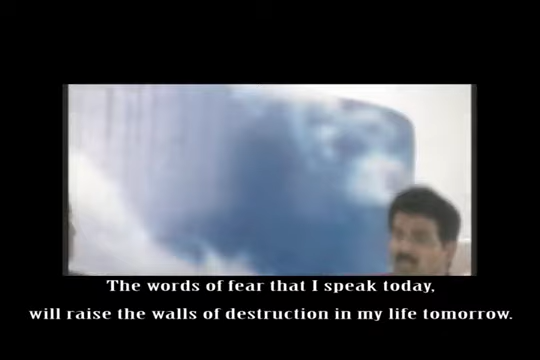 The words of fear that I speak today,
will raise the walls of destruction in my life tomorrow.